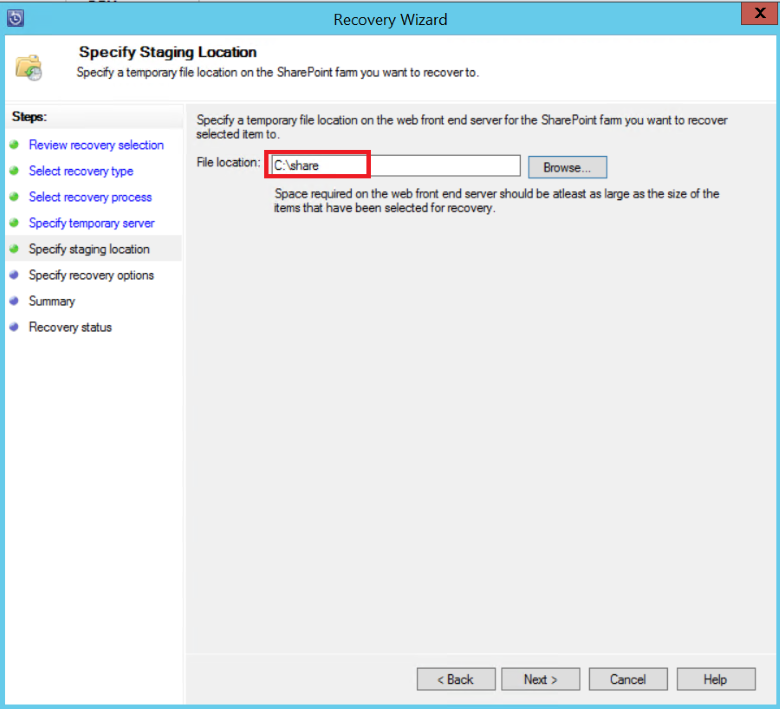 Recovery Wizard
X
Specify Staging Location
Specify a temporary file location on the SharePoint farm you want to recover to.
Steps:
Review recovery selection
Select recovery type
Select recovery process
Specify temporary server
Specify staging location
Specify recovery options
Summary
Recovery status
Specify a temporary file location on the web front end server for the SharePoint farm you want to recover
selected item to.
File location: C:\share Browse...
Space required on the web front end server should be atleast as large as the size of the
items that have been selected for recovery.
< Back Next > Cancel Help